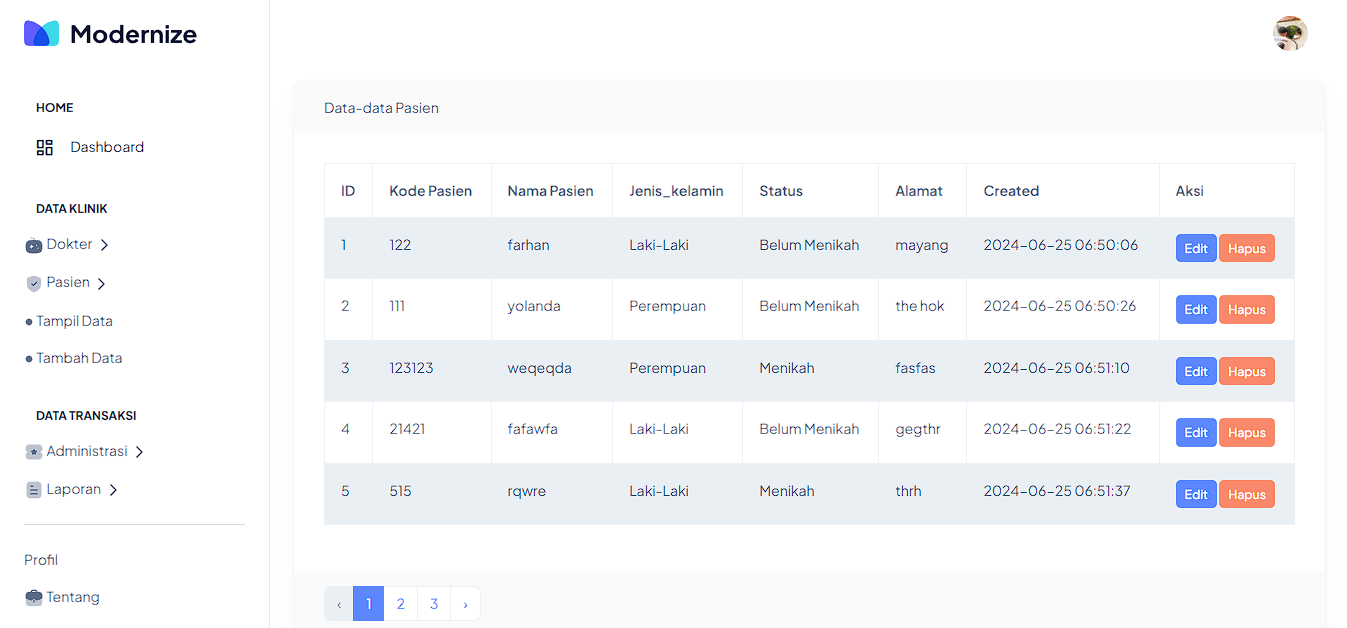 Modernize
HOME
Dashboard
DATA KLINIK
Dokter
Pasien
Tampil Data
Tambah Data
DATA TRANSAKSI
Administrasi
Laporan
Profil
Tentang
Data-data Pasien
ID Kode Pasien Nama Pasien Jenis_kelamin Status Alamat Created Aksi
1 122 farhan Laki-Laki Belum Menikah mayang 2024-06-25 06:50:06 Edit Hapus
2 111 yolanda Perempuan Belum Menikah the hok 2024-06-25 06:50:26 Edit Hapus
3 123123 weqeqda Perempuan Menikah fasfas 2024-06-25 06:51:10 Edit Hapus
4 21421 fafawfa Laki-Laki Belum Menikah gegthr 2024-06-25 06:51:22 Edit Hapus
5 515 rqwre Laki-Laki Menikah thrh 2024-06-25 06:51:37 Edit Hapus
‹ 1 2 3 ›